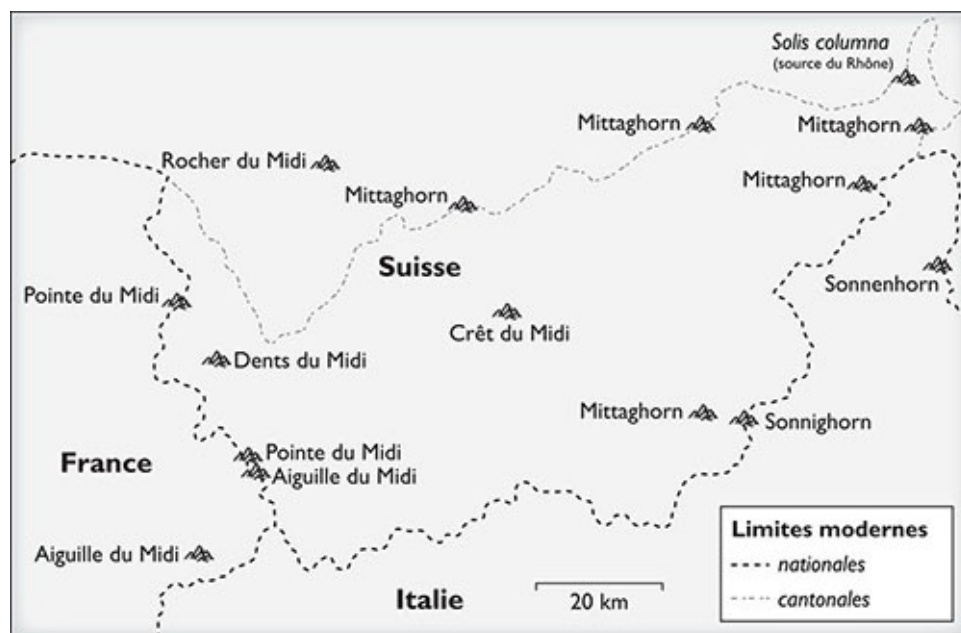 Solis columna
(source du Rhône)
Mittaghorn
Mittaghorn
Rocher du Midi
Mittaghorn
Mittaghorn
Suisse
Sonnenhorn
Pointe du Midi
Crêt du Midi
Dents du Midi
Mittaghorn
Sonnighorn
Pointe du Midi
France
Aiguille du Midi
Limites modernes
Aiguille du Midi
nationales
Italie
20 km
cantonales